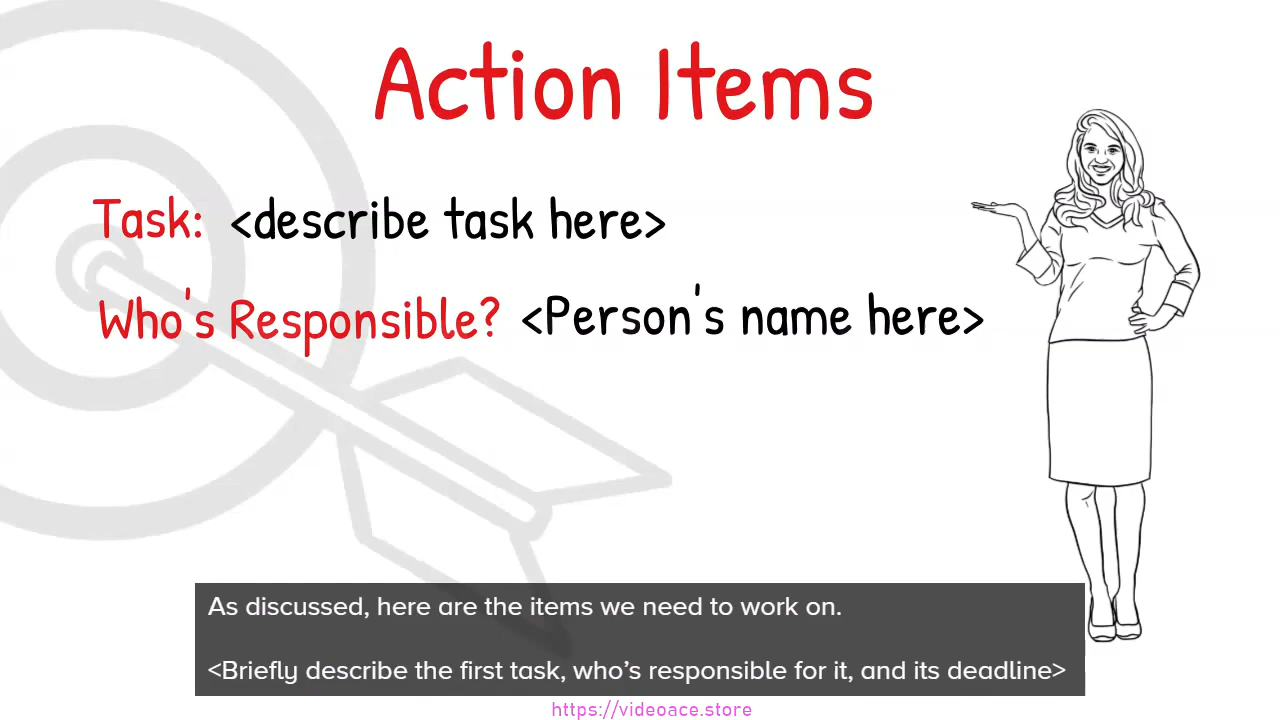 Action Items
Task: <describe task here>
Who's Responsible? <Person's name here>
As discussed, here are the items we need to work on.
<Briefly describe the first task, who’s responsible for it, and its deadline>
https://videoace.store